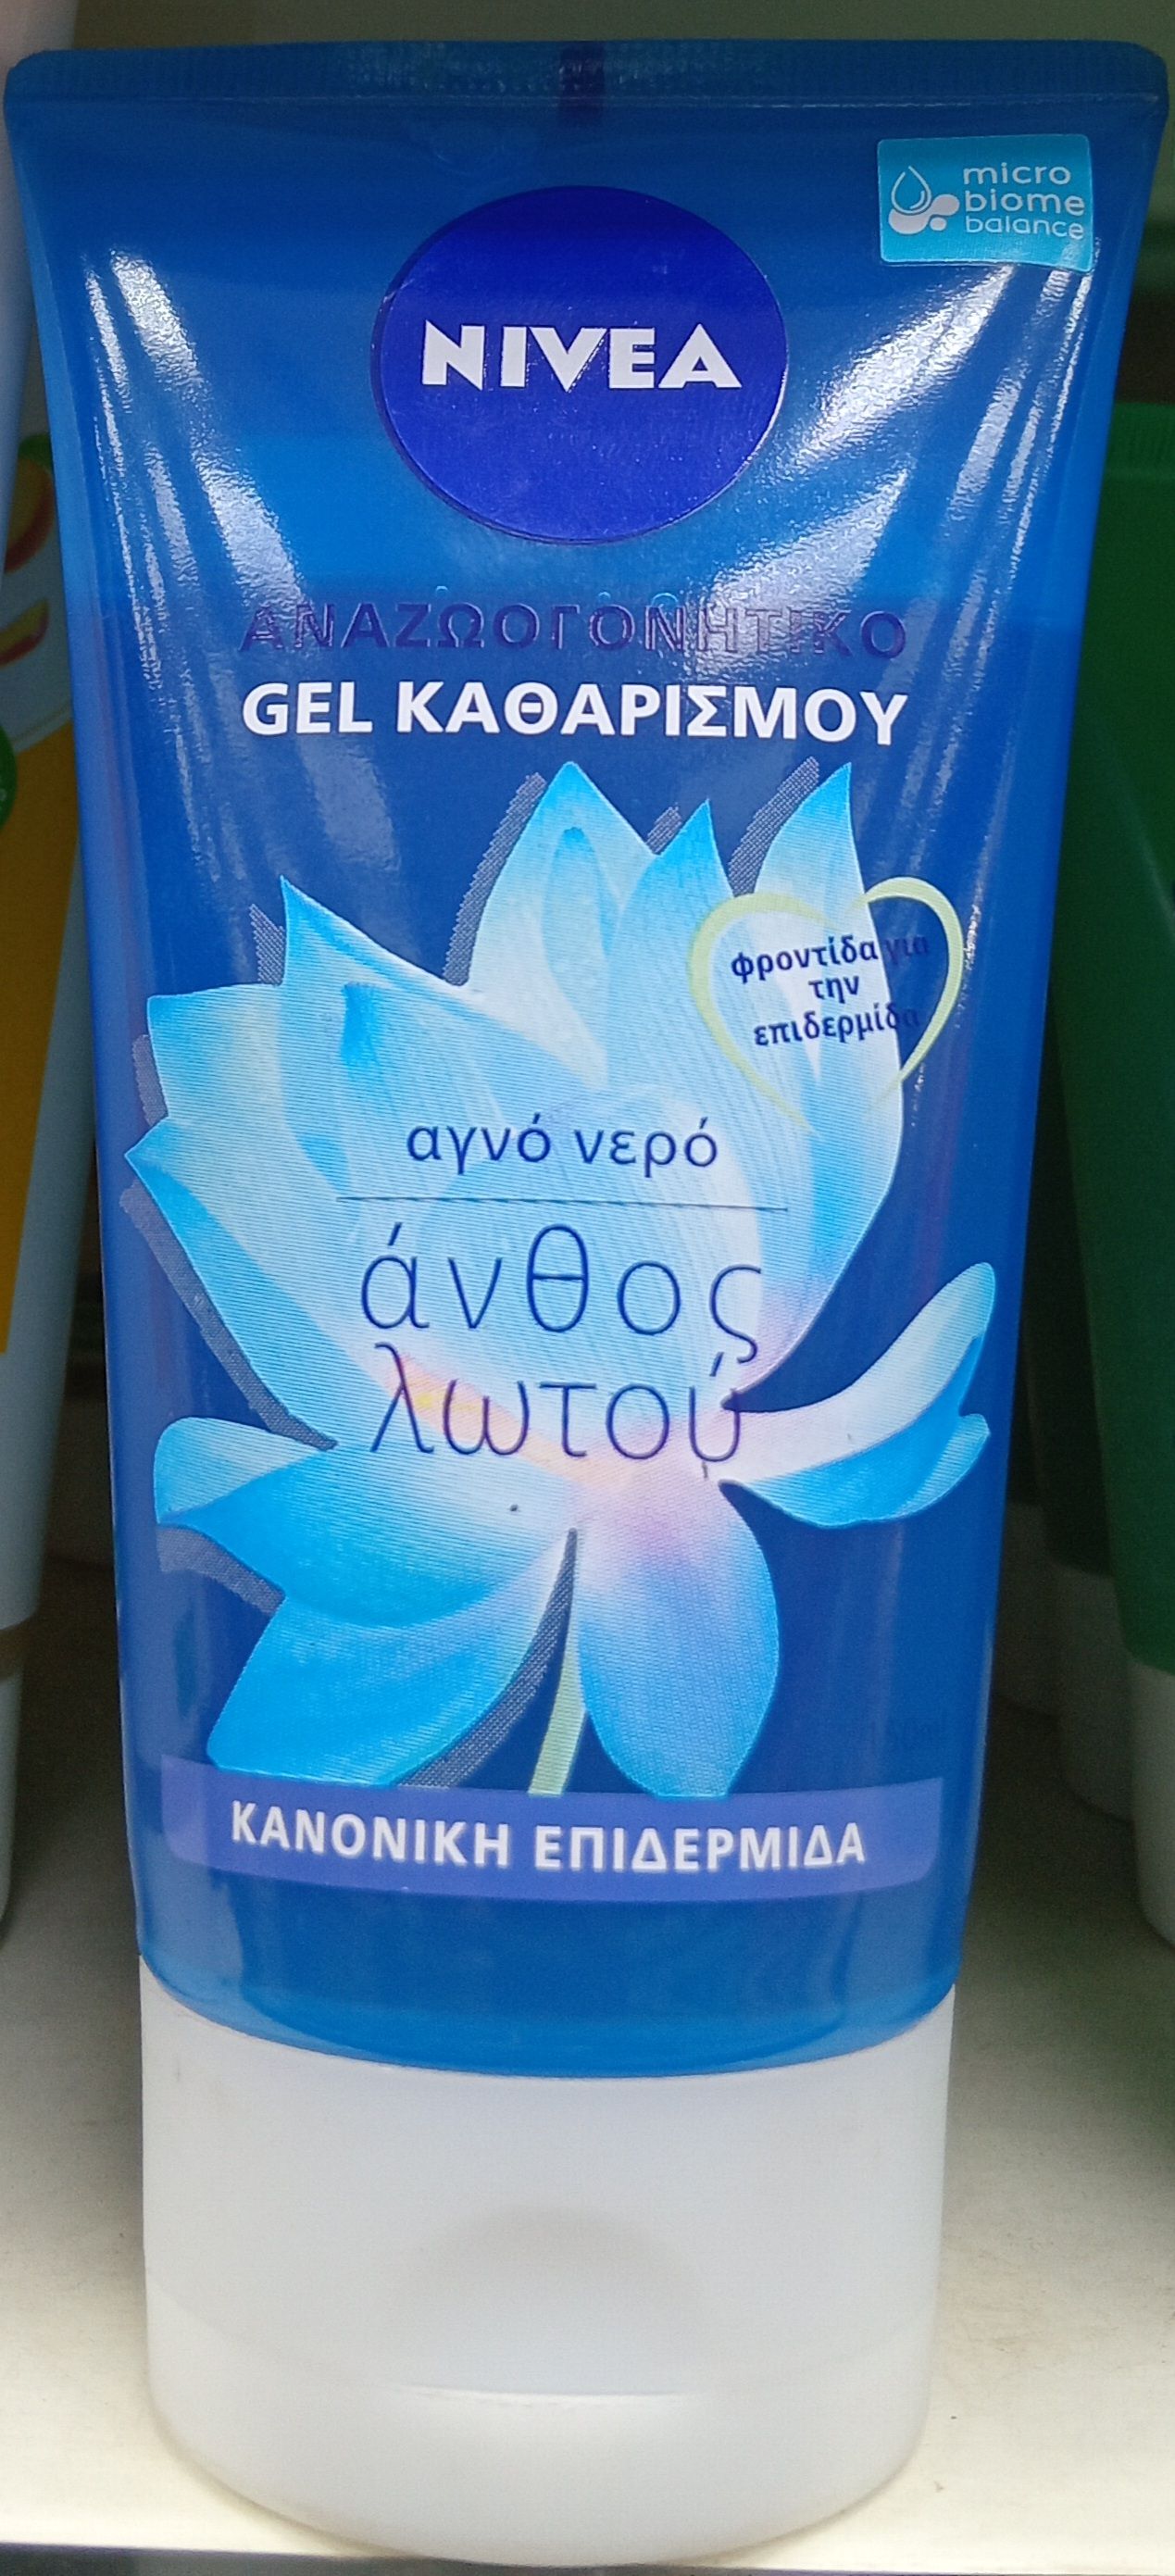 micro
biome
balance
NIVEA
ΑΝΑΖΩΟΓΟΝΗΤΙΚΟ
GEL ΚΑΘΑΡΙΣΜΟΥ
φροντίδα για
την
επιδερμίδα
αγνό νερό
άνθος
λωτού
ΚΑΝΟΝΙΚΗ ΕΠΙΔΕΡΜΙΔΑ